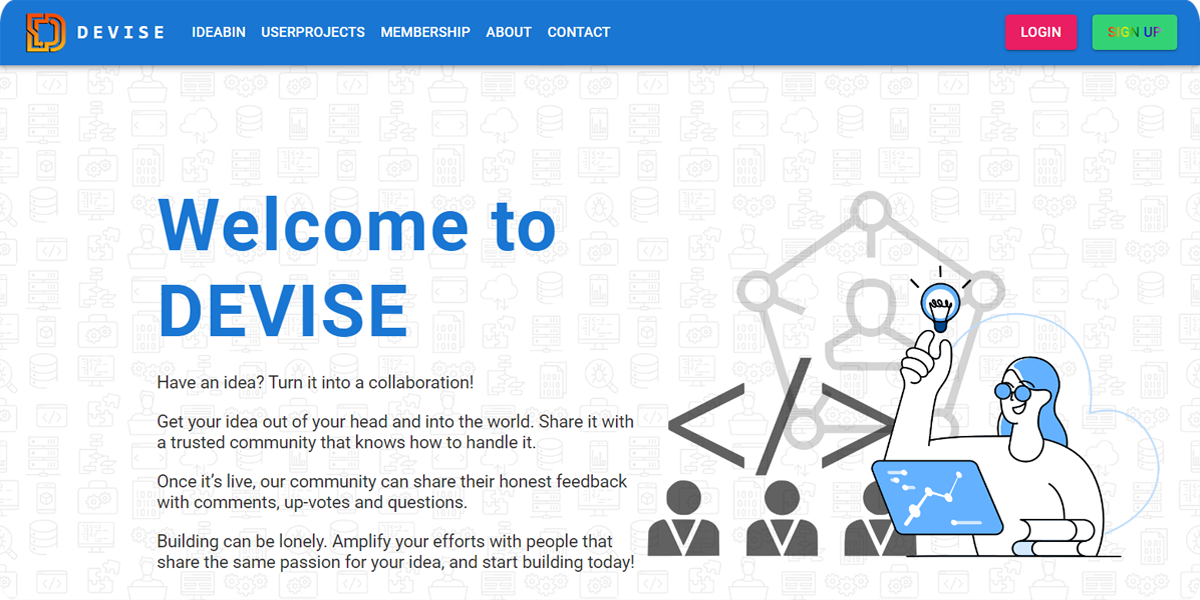 DEVISE IDEABIN USERPROJECTS MEMBERSHIP ABOUT CONTACT LOGIN SIGN UP
Welcome to
DEVISE
Have an idea? Turn it into a collaboration!
Get your idea out of your head and into the world. Share it with
a trusted community that knows how to handle it.
Once it’s live, our community can share their honest feedback
with comments, up-votes and questions.
Building can be lonely. Amplify your efforts with people that
share the same passion for your idea, and start building today!